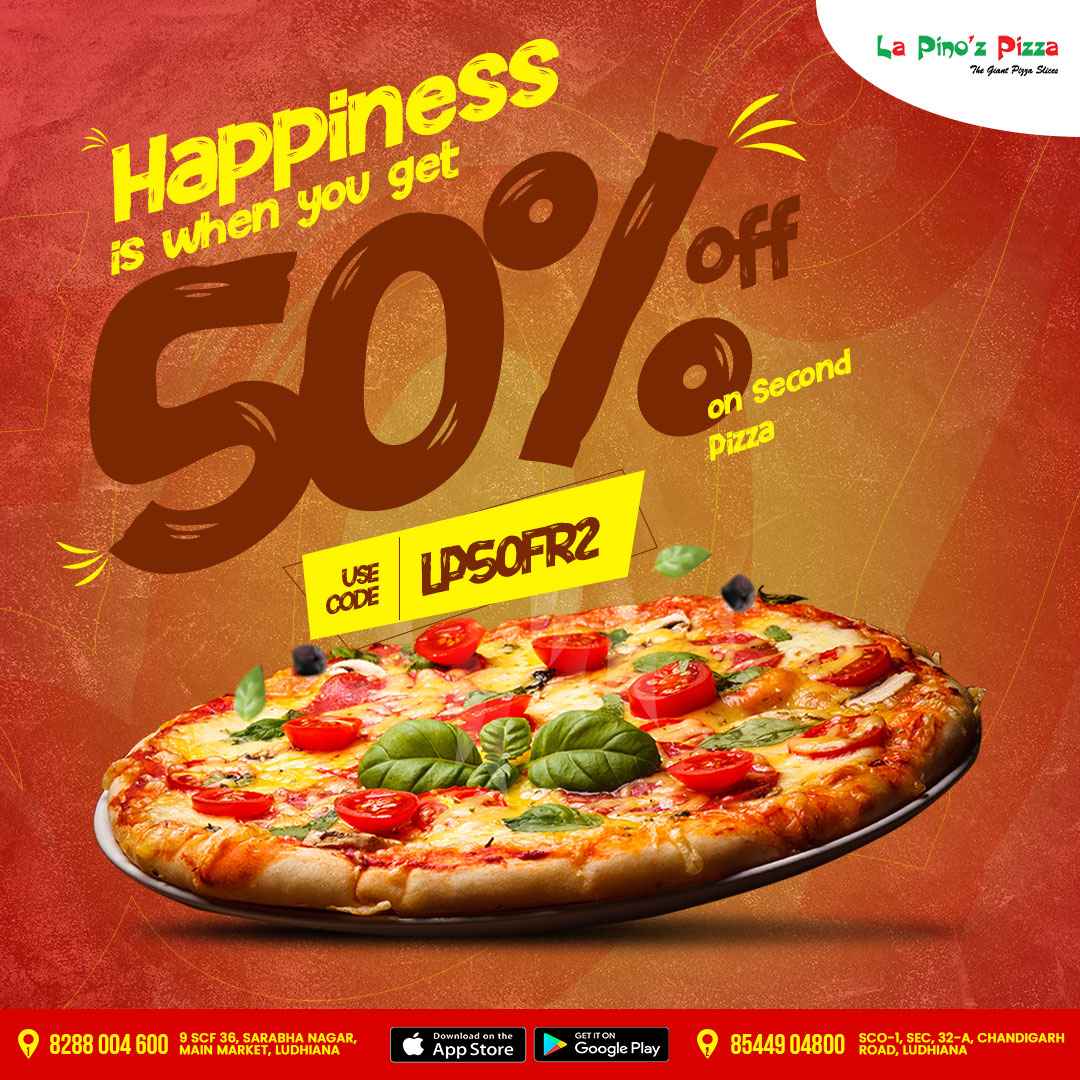 La Pino'z Pizza
The Giant Pizza Slices
Happiness
is when you get
50% off
on Second
Pizza
USE
CODE
LP50FR2
8288 004 600
9 SCF 36, SARABHA NAGAR,
MAIN MARKET, LUDHIANA
Download on the
App Store
GET IT ON
Google Play
85449 04800
SCO-1, SEC, 32-A, CHANDIGARH
ROAD, LUDHIANA